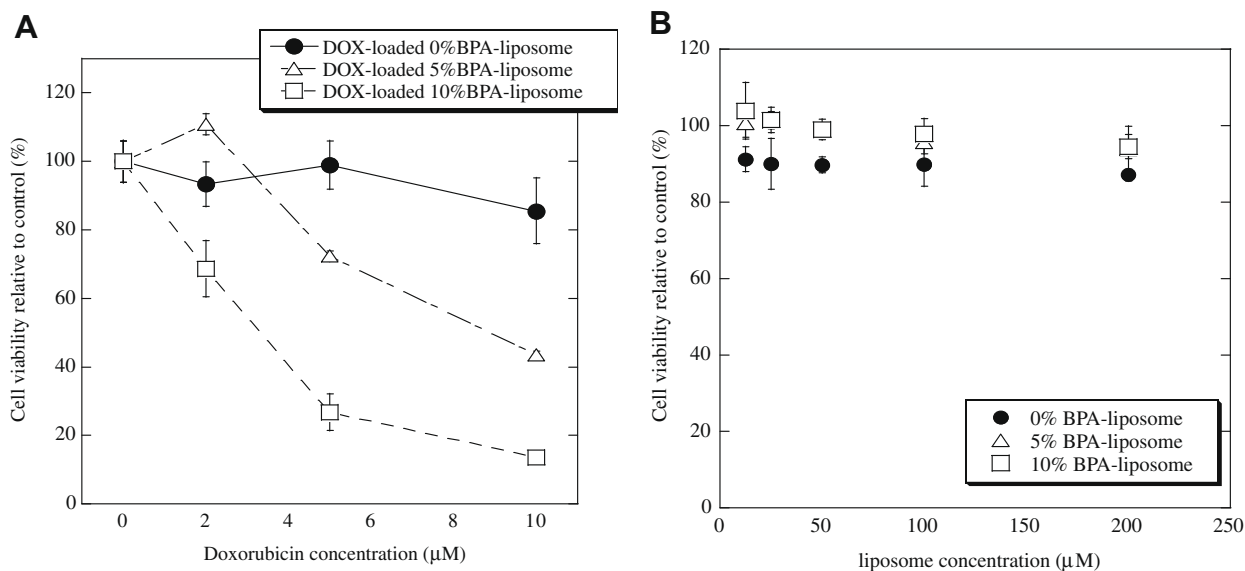 A
DOX-loaded 0%BPA-liposome
DOX-loaded 5%BPA-liposome
DOX-loaded 10%BPA-liposome
Cell viability relative to control (%)
120
100
80
60
40
20
0
0 2 4 6 8 10
Doxorubicin concentration (µM)
B
Cell viability relative to control (%)
120
100
80
60
40
20
0
0% BPA-liposome
5% BPA-liposome
10% BPA-liposome
0 50 100 150 200 250
liposome concentration (µM)